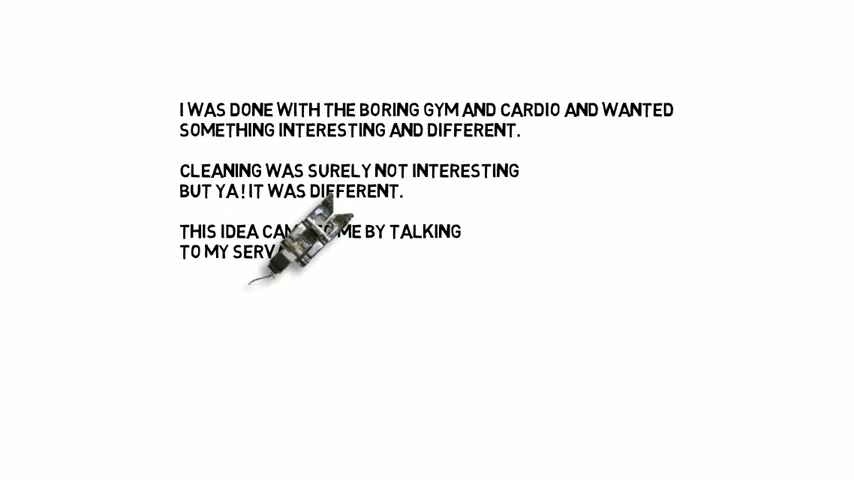 I WAS DONE WITH THE BORING GYM AND CARDIO AND WANTED
SOMETHING INTERESTING AND DIFFERENT.
CLEANING WAS SURELY NOT INTERESTING
BUT YA! IT WAS DIFFERENT.
THIS IDEA ME BY TALKING
TO MY